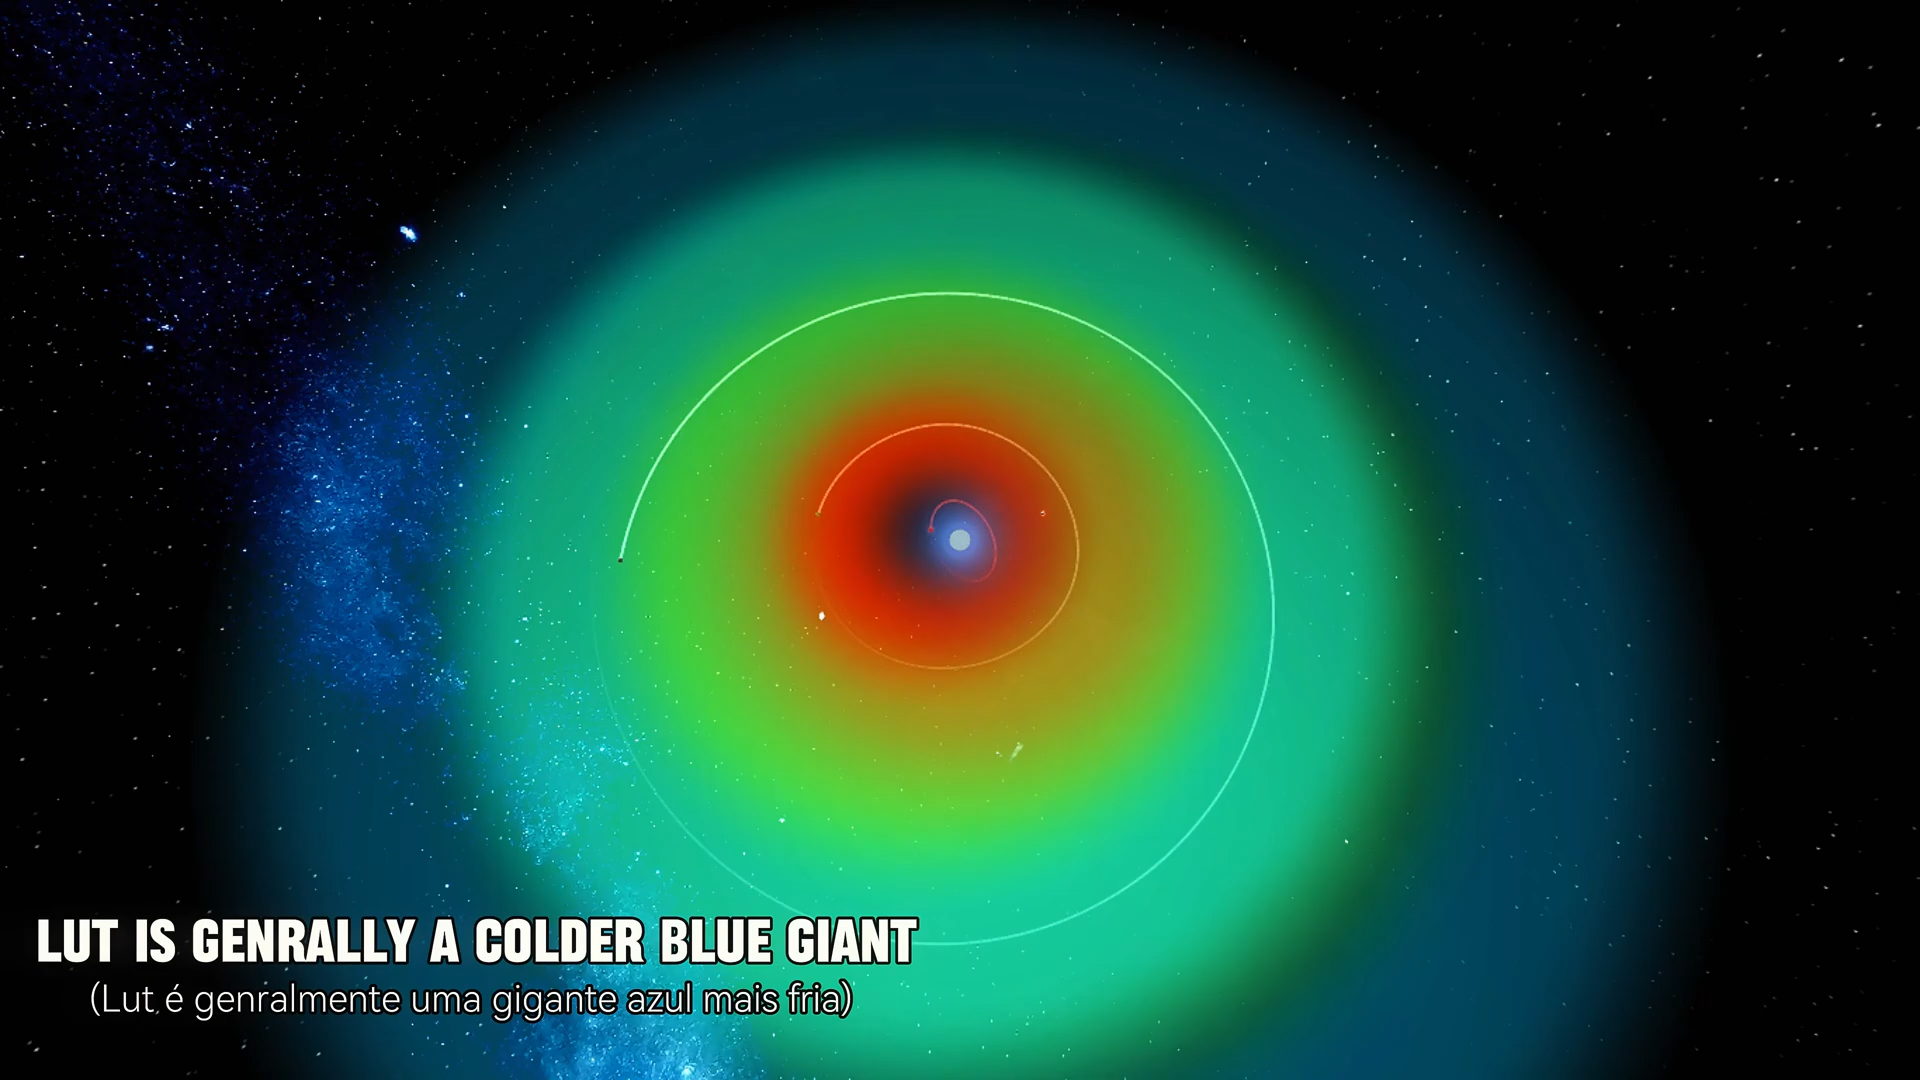 LUT IS GENRALLY A COLDER BLUE GIANT
(Lut é genralmente uma gigante azul mais fria)